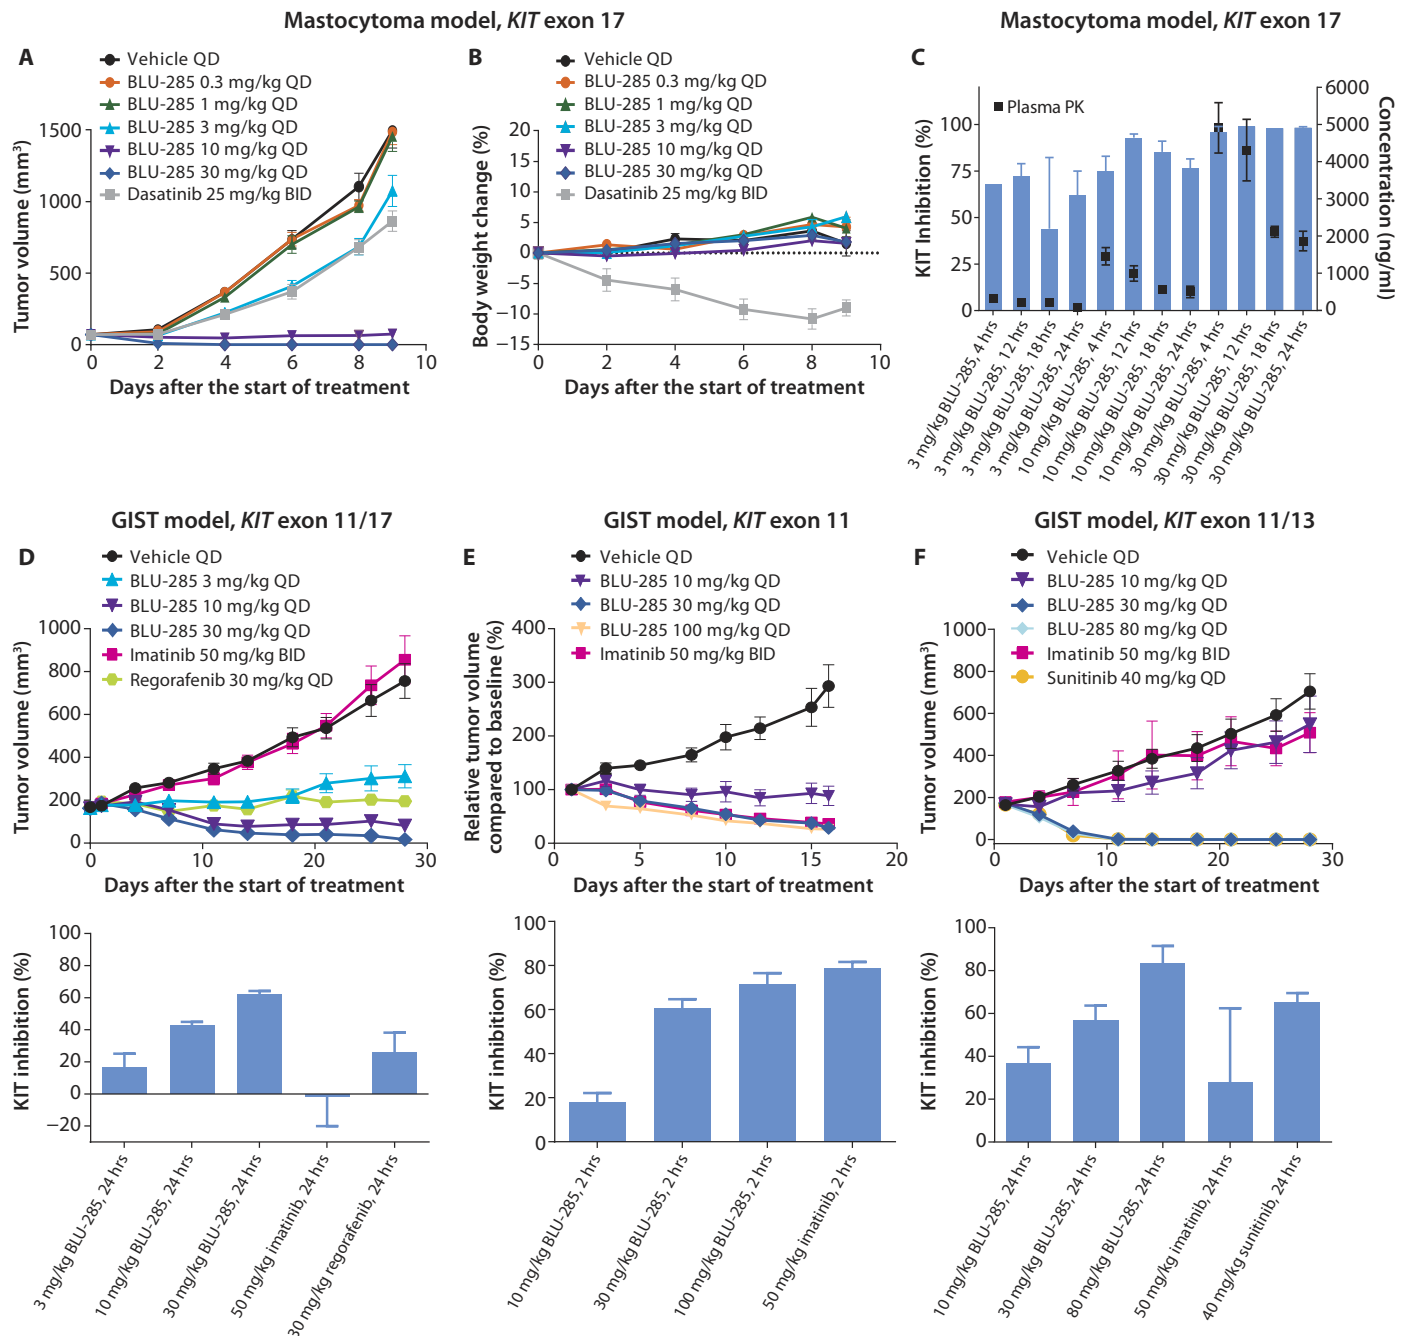 Mastocytoma model, KIT exon 17
Mastocytoma model, KIT exon 17
A
Vehicle QD
BLU-285 0.3 mg/kg QD
BLU-285 1 mg/kg QD
BLU-285 3 mg/kg QD
BLU-285 10 mg/kg QD
BLU-285 30 mg/kg QD
Dasatinib 25 mg/kg BID
Tumor volume (mm³)
1500
1000
500
0
0 2 4 6 8 10
Days after the start of treatment
B
Vehicle QD
BLU-285 0.3 mg/kg QD
BLU-285 1 mg/kg QD
BLU-285 3 mg/kg QD
BLU-285 10 mg/kg QD
BLU-285 30 mg/kg QD
Dasatinib 25 mg/kg BID
Body weight change (%)
20
15
10
5
0
−5
−10
−15
0 2 4 6 8 10
Days after the start of treatment
C
Plasma PK
KIT Inhibition (%)
100
75
50
25
0
Concentration (ng/ml)
6000
5000
4000
3000
2000
1000
0
3 mg/kg BLU-285, 4 hrs
3 mg/kg BLU-285, 12 hrs
3 mg/kg BLU-285, 18 hrs
3 mg/kg BLU-285, 24 hrs
10 mg/kg BLU-285, 4 hrs
10 mg/kg BLU-285, 12 hrs
10 mg/kg BLU-285, 18 hrs
10 mg/kg BLU-285, 24 hrs
30 mg/kg BLU-285, 4 hrs
30 mg/kg BLU-285, 12 hrs
30 mg/kg BLU-285, 18 hrs
30 mg/kg BLU-285, 24 hrs
GIST model, KIT exon 11/17
D
Vehicle QD
BLU-285 3 mg/kg QD
BLU-285 10 mg/kg QD
BLU-285 30 mg/kg QD
Imatinib 50 mg/kg BID
Regorafenib 30 mg/kg QD
Tumor volume (mm³)
1000
800
600
400
200
0
0 10 20 30
Days after the start of treatment
KIT inhibition (%)
100
80
60
40
20
0
−20
3 mg/kg BLU-285, 24 hrs
10 mg/kg BLU-285, 24 hrs
30 mg/kg BLU-285, 24 hrs
50 mg/kg imatinib, 24 hrs
30 mg/kg regorafenib, 24 hrs
GIST model, KIT exon 11
E
Vehicle QD
BLU-285 10 mg/kg QD
BLU-285 30 mg/kg QD
BLU-285 100 mg/kg QD
Imatinib 50 mg/kg BID
Relative tumor volume
compared to baseline (%)
400
300
200
100
0
0 5 10 15 20
Days after the start of treatment
KIT inhibition (%)
100
80
60
40
20
0
10 mg/kg BLU-285, 2 hrs
30 mg/kg BLU-285, 2 hrs
100 mg/kg BLU-285, 2 hrs
50 mg/kg imatinib, 2 hrs
GIST model, KIT exon 11/13
F
Vehicle QD
BLU-285 10 mg/kg QD
BLU-285 30 mg/kg QD
BLU-285 80 mg/kg QD
Imatinib 50 mg/kg BID
Sunitinib 40 mg/kg QD
Tumor volume (mm³)
1000
800
600
400
200
0
0 10 20 30
Days after the start of treatment
KIT inhibition (%)
100
80
60
40
20
0
10 mg/kg BLU-285, 24 hrs
30 mg/kg BLU-285, 24 hrs
80 mg/kg BLU-285, 24 hrs
50 mg/kg imatinib, 24 hrs
40 mg/kg sunitinib, 24 hrs